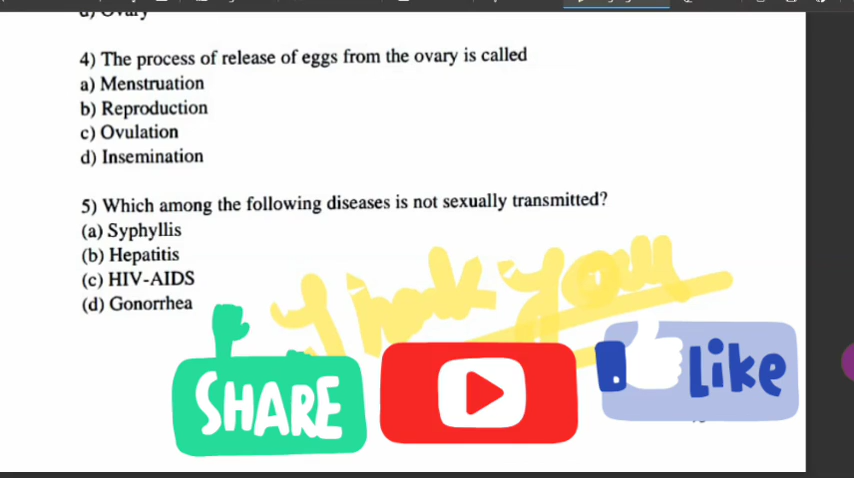 d) Ovary
4) The process of release of eggs from the ovary is called
a) Menstruation
b) Reproduction
c) Ovulation
d) Insemination
5) Which among the following diseases is not sexually transmitted?
(a) Syphyllis
(b) Hepatitis
(c) HIV-AIDS
(d) Gonorrhea
Thank you
SHARE
Like